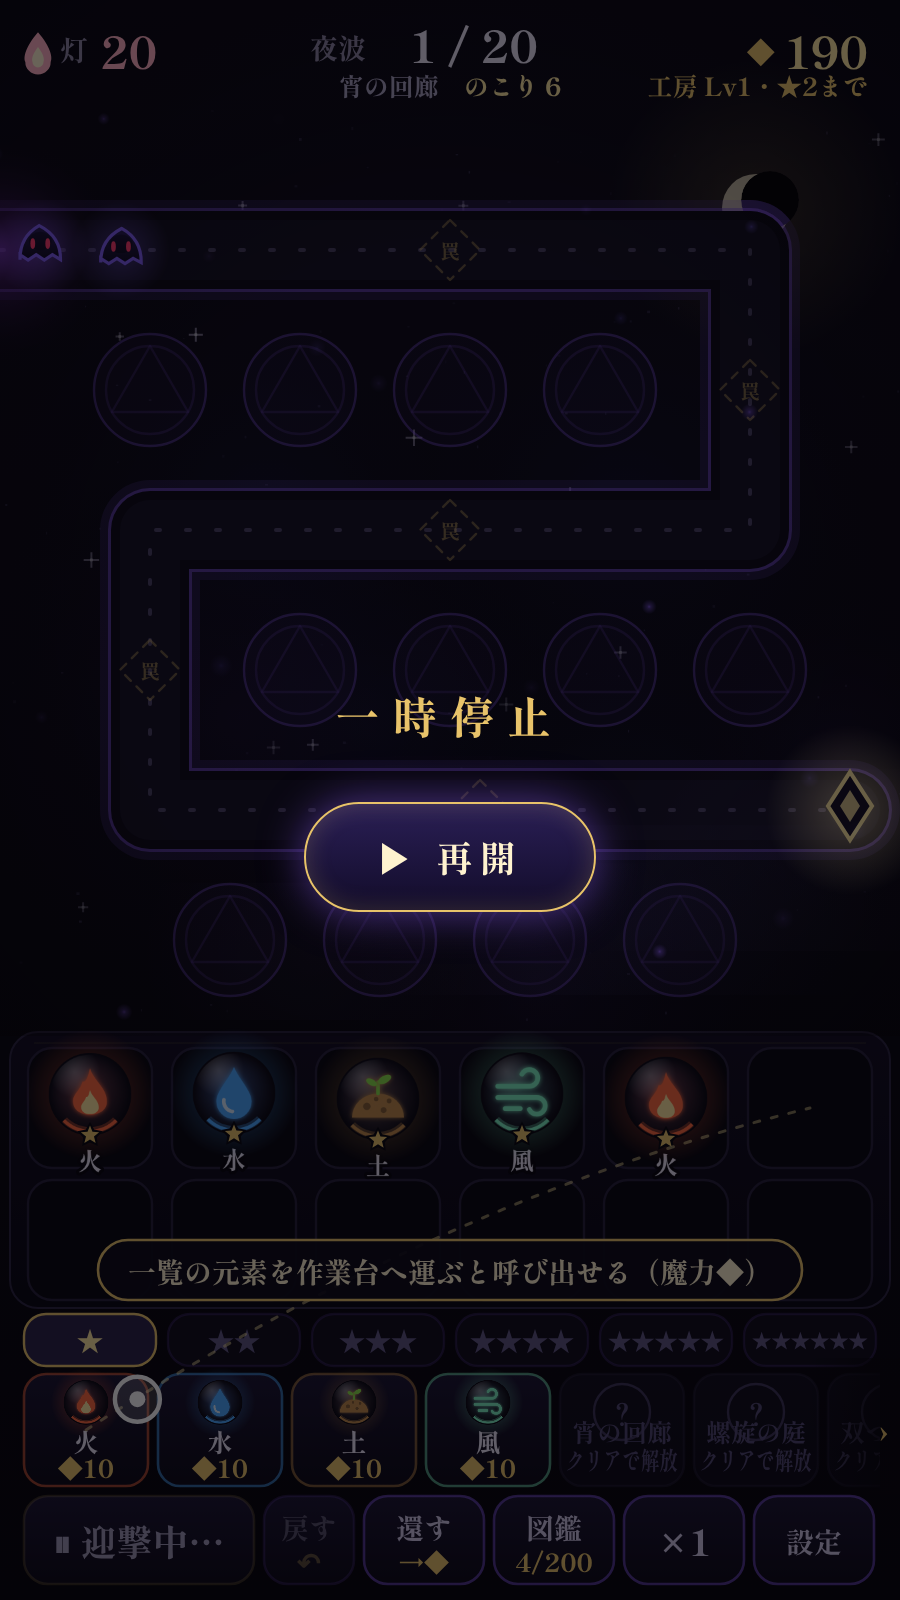 灯 20
夜波 1 / 20
◆190
宵の回廊 のこり 6
工房 Lv1・★2まで
罠
罠
罠
罠
一時停止
▶ 再開
火
水
土
風
火
一覧の元素を作業台へ運ぶと呼び出せる（魔力◆）
★
★★
★★★
★★★★
★★★★★
★★★★★★
火
◆10
水
◆10
土
◆10
風
◆10
?
宵の回廊
クリアで解放
?
螺旋の庭
クリアで解放
双
クリア
›
迎撃中…
戻す
↶
還す
→◆
図鑑
4/200
×1
設定